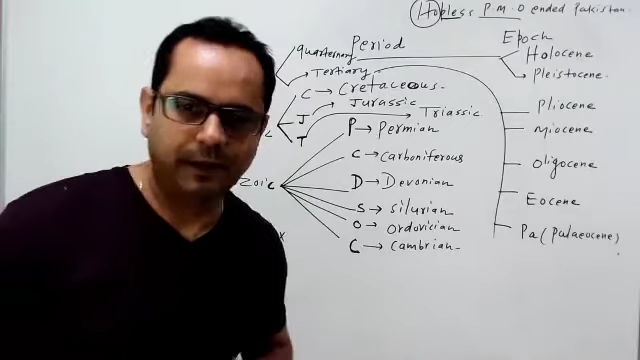 Hopless P.M.O ended Pakistan.
Period
Epoch
Quarternary
Holocene
Pleistocene
Tertiary
C → Cretaceous
Pliocene
J Jurassic
T Triassic
Miocene
P → Permian
Oligocene
C → Carboniferous
Eocene
zoic
D → Devonian
Pa (Palaeocene)
S → Silurian
O → Ordovician
C → Cambrian